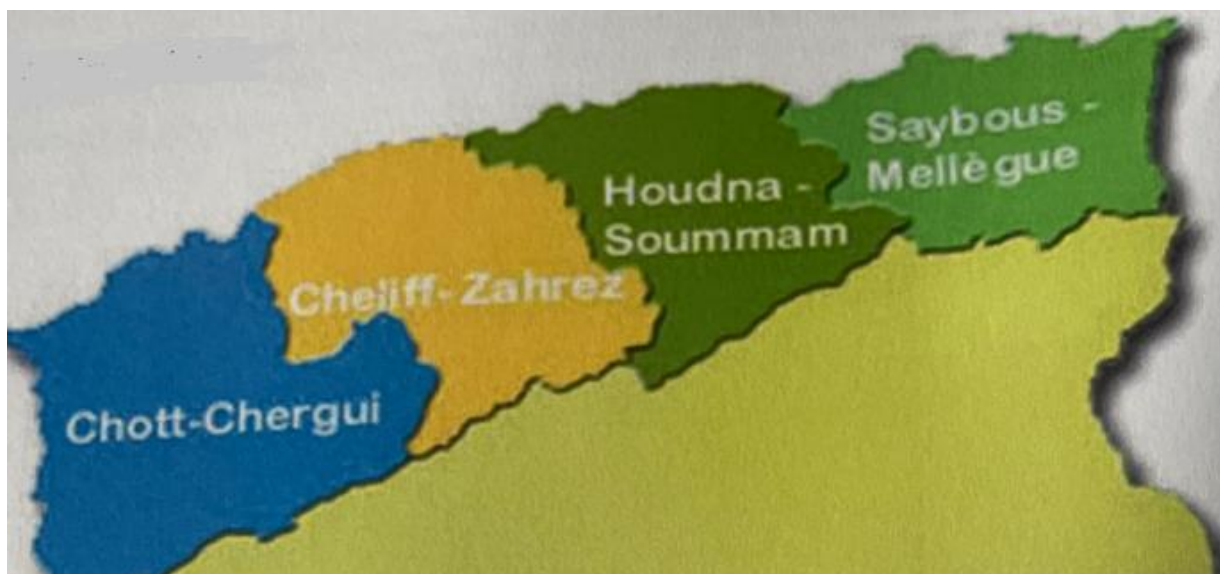 Saybous -
Mellègue
Houdna -
Soummam
Cheliff-Zahrez
Chott-Chergui